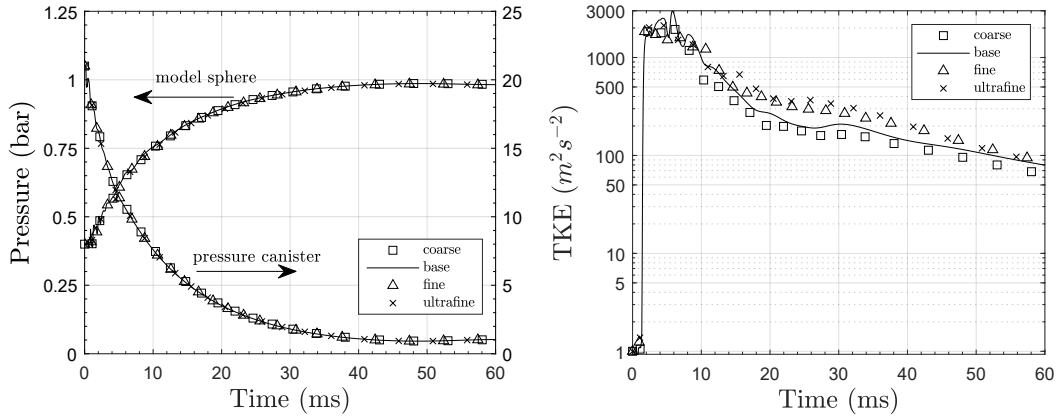 Pressure (bar)
1.25
1
0.75
0.5
0.25
0
25
20
15
10
5
0
model sphere
pressure canister
coarse
base
fine
ultrafine
0 10 20 30 40 50 60
Time (ms)
TKE (m²s⁻²)
3000
1000
500
100
50
10
5
1
coarse
base
fine
ultrafine
0 10 20 30 40 50 60
Time (ms)